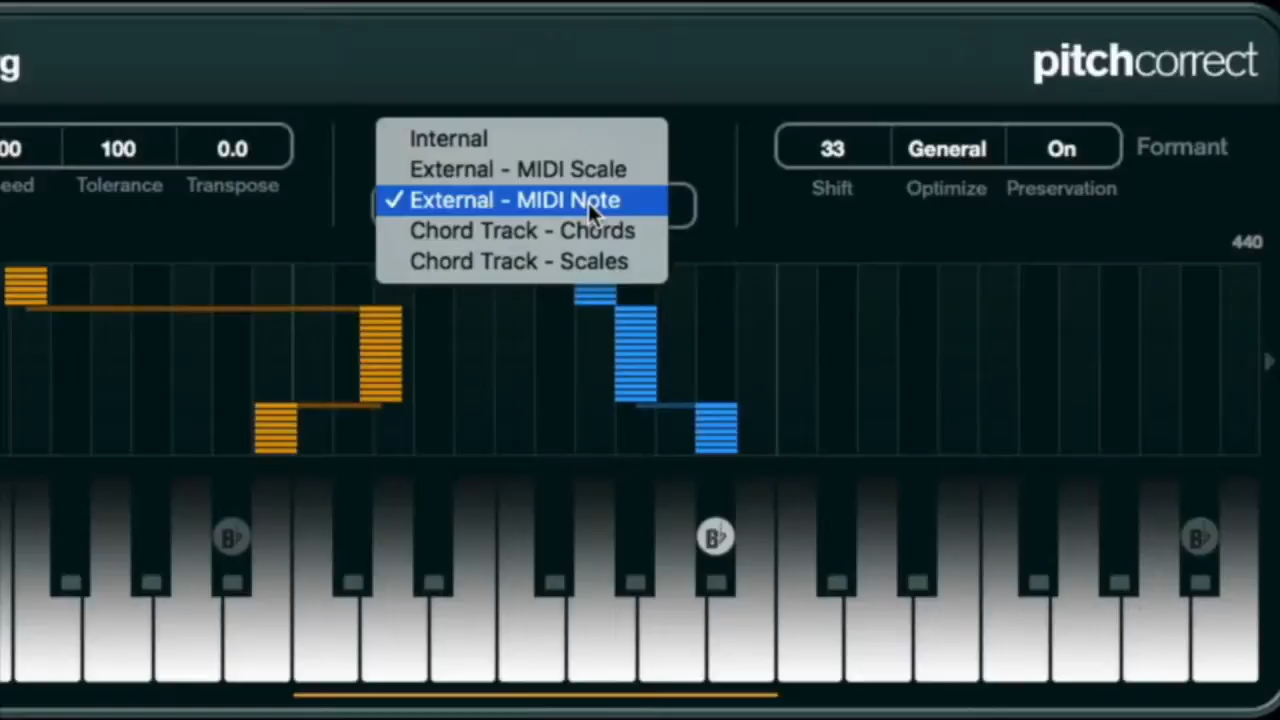 g
pitchcorrect
Internal
External - MIDI Scale
✓ External - MIDI Note
Chord Track - Chords
Chord Track - Scales
00 100 0.0
eed Tolerance Transpose
33 General On Formant
Shift Optimize Preservation
440
B♭ B♭ B♭